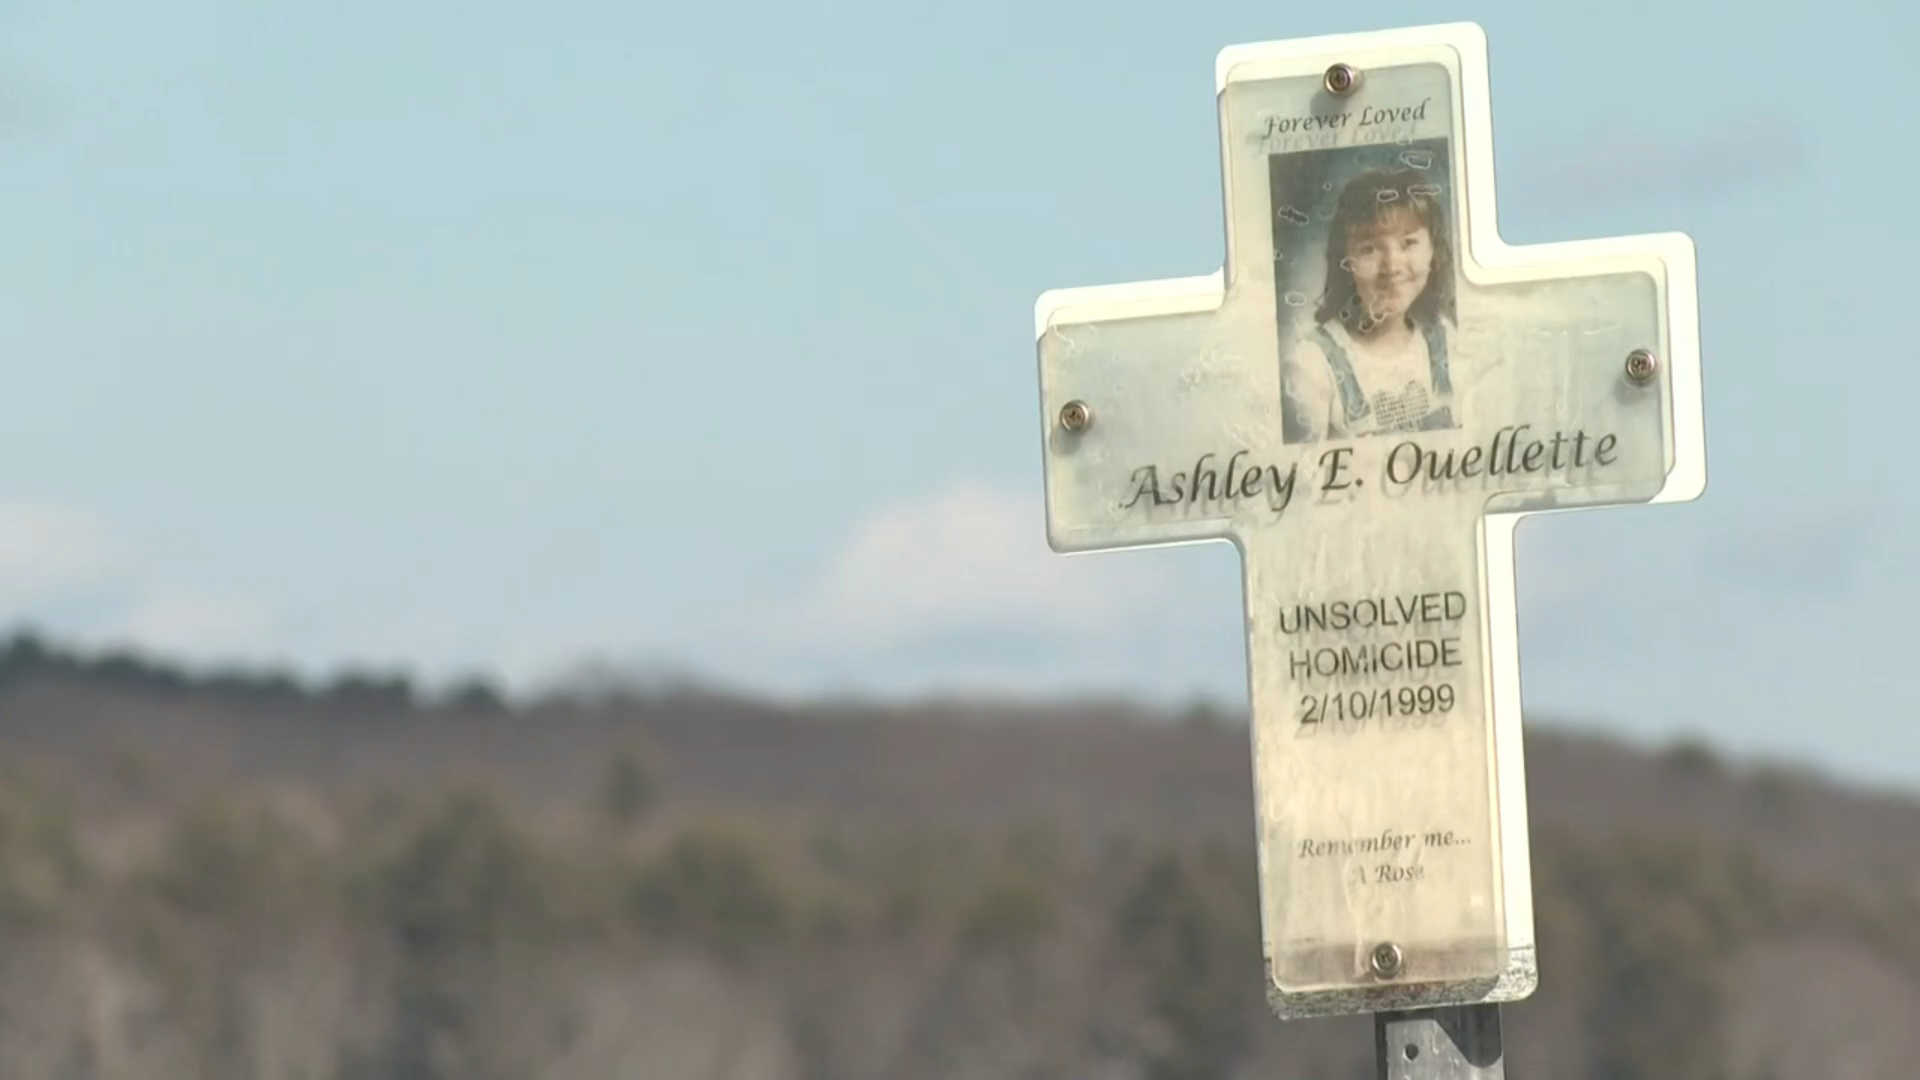 Forever Loved
Ashley E. Ouellette
UNSOLVED
HOMICIDE
2/10/1999
Remember me...
A Rose